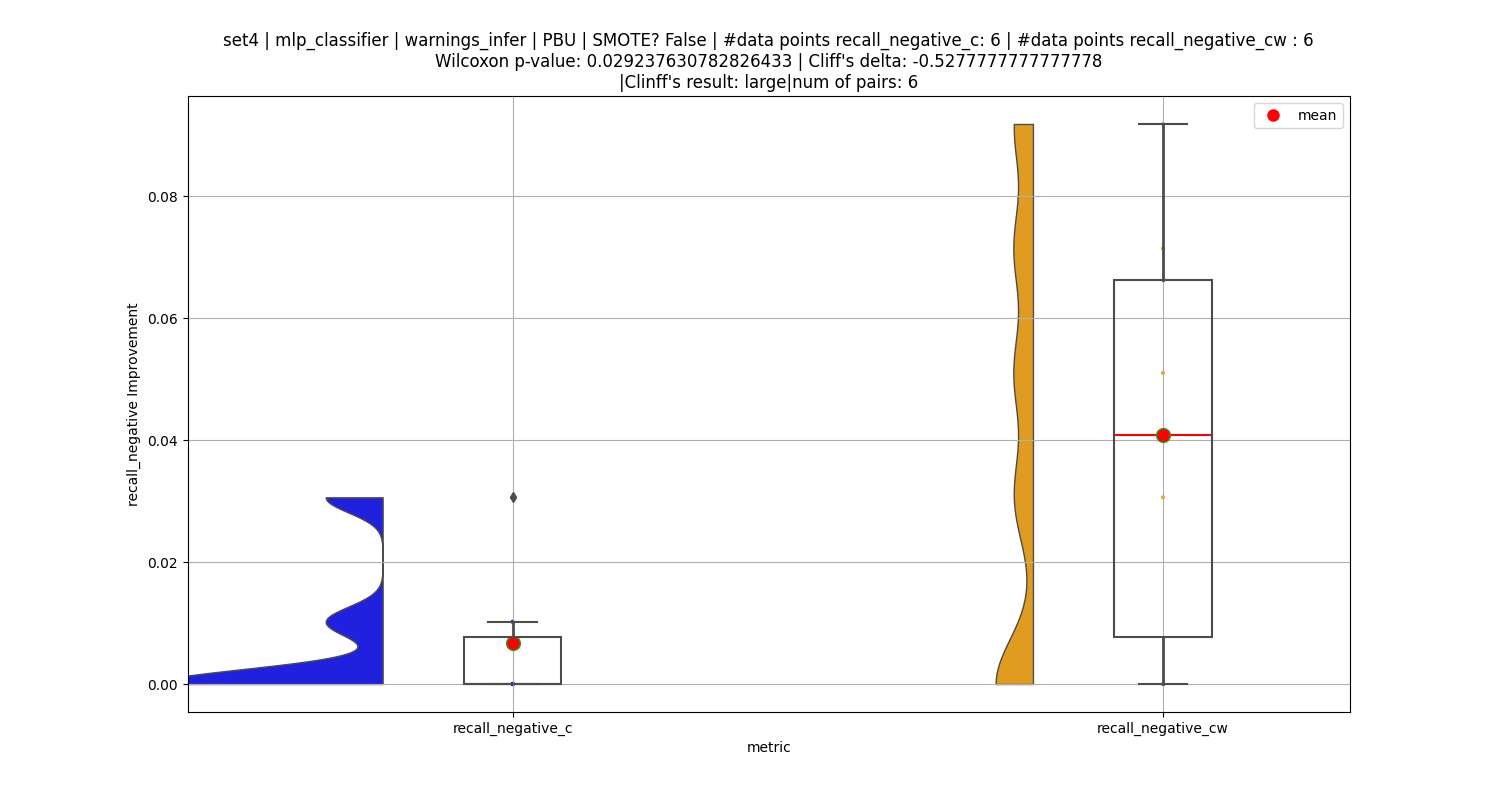 set4 | mlp_classifier | warnings_infer | PBU | SMOTE? False | #data points recall_negative_c: 6 | #data points recall_negative_cw : 6
Wilcoxon p-value: 0.029237630782826433 | Cliff's delta: -0.5277777777777778
|Clinff's result: large|num of pairs: 6
mean
recall_negative Improvement
0.08
0.06
0.04
0.02
0.00
recall_negative_c
recall_negative_cw
metric